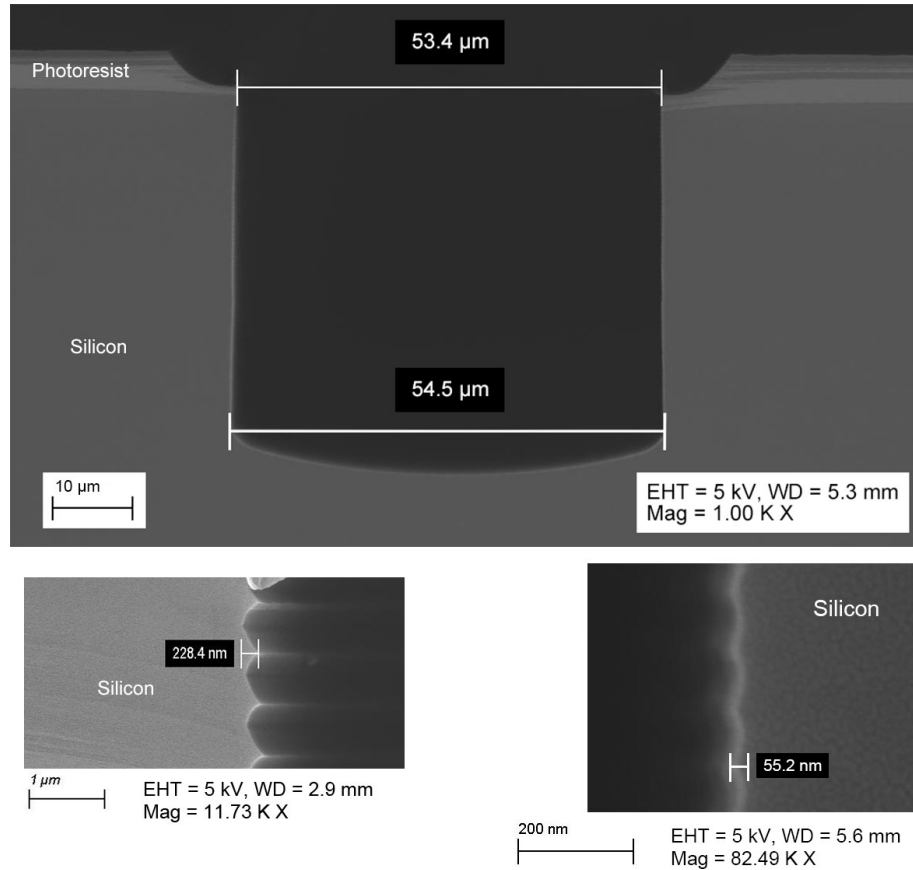 53.4 µm
Photoresist
Silicon
54.5 µm
10 µm
EHT = 5 kV, WD = 5.3 mm
Mag = 1.00 K X
Silicon
228.4 nm
Silicon
55.2 nm
1 µm
EHT = 5 kV, WD = 2.9 mm
Mag = 11.73 K X
200 nm
EHT = 5 kV, WD = 5.6 mm
Mag = 82.49 K X